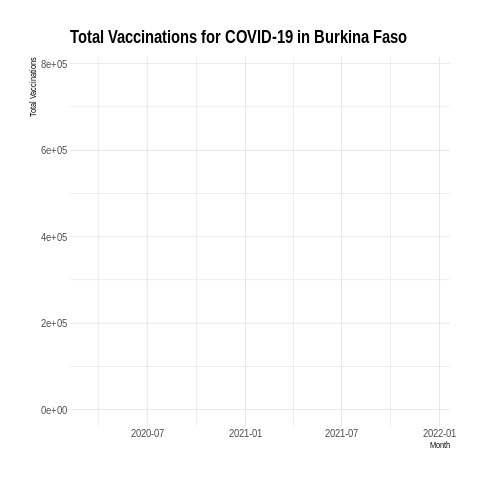 Total Vaccinations for COVID-19 in Burkina Faso
Total Vaccinations
8e+05
6e+05
4e+05
2e+05
0e+00
2020-07 2021-01 2021-07 2022-01
Month